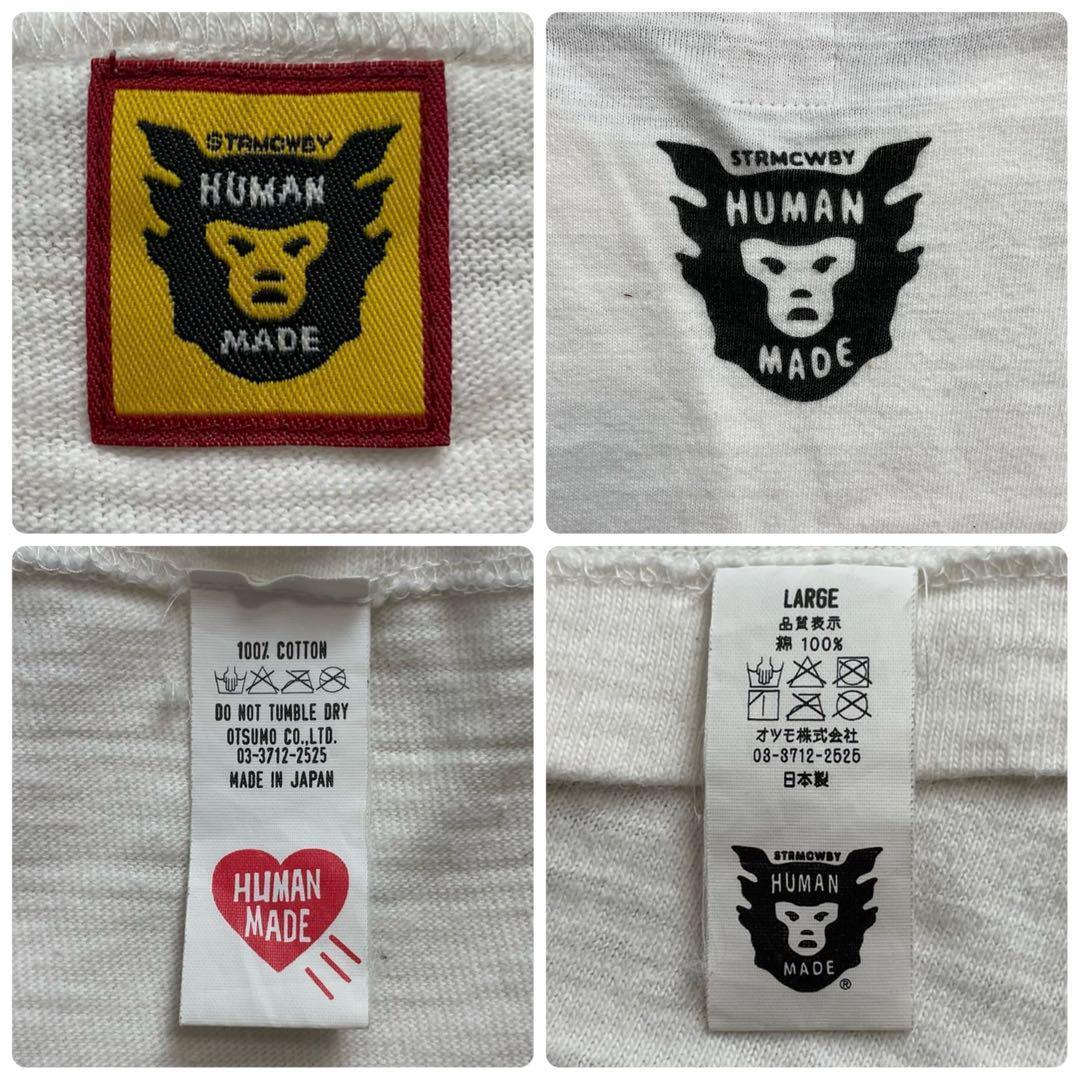 STRMCWBY
HUMAN
MADE
STRMCWBY
HUMAN
MADE
100% COTTON
DO NOT TUMBLE DRY
OTSUMO CO.,LTD.
03-3712-2525
MADE IN JAPAN
HUMAN
MADE
LARGE
品質表示
綿 100%
オツモ株式会社
03-3712-2525
日本製
STRMCWBY
HUMAN
MADE
®